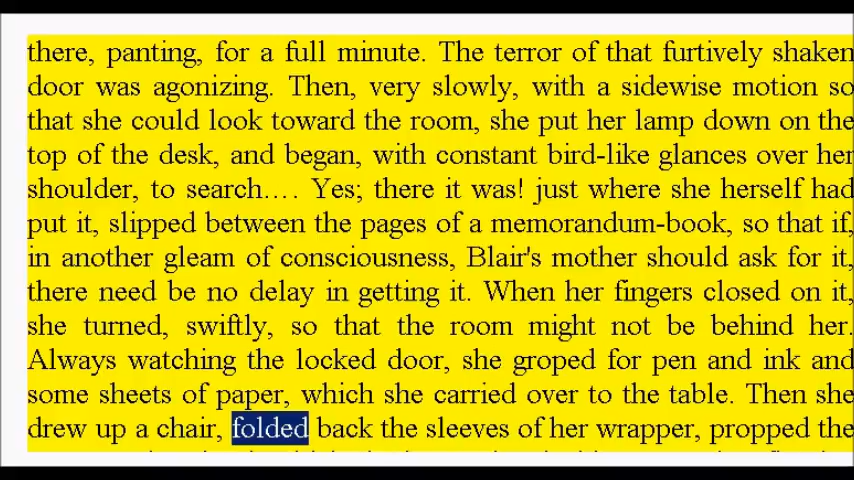 there, panting, for a full minute. The terror of that furtively shaken
door was agonizing. Then, very slowly, with a sidewise motion so
that she could look toward the room, she put her lamp down on the
top of the desk, and began, with constant bird-like glances over her
shoulder, to search.... Yes; there it was! just where she herself had
put it, slipped between the pages of a memorandum-book, so that if,
in another gleam of consciousness, Blair's mother should ask for it,
there need be no delay in getting it. When her fingers closed on it,
she turned, swiftly, so that the room might not be behind her.
Always watching the locked door, she groped for pen and ink and
some sheets of paper, which she carried over to the table. Then she
drew up a chair, folded back the sleeves of her wrapper, propped the